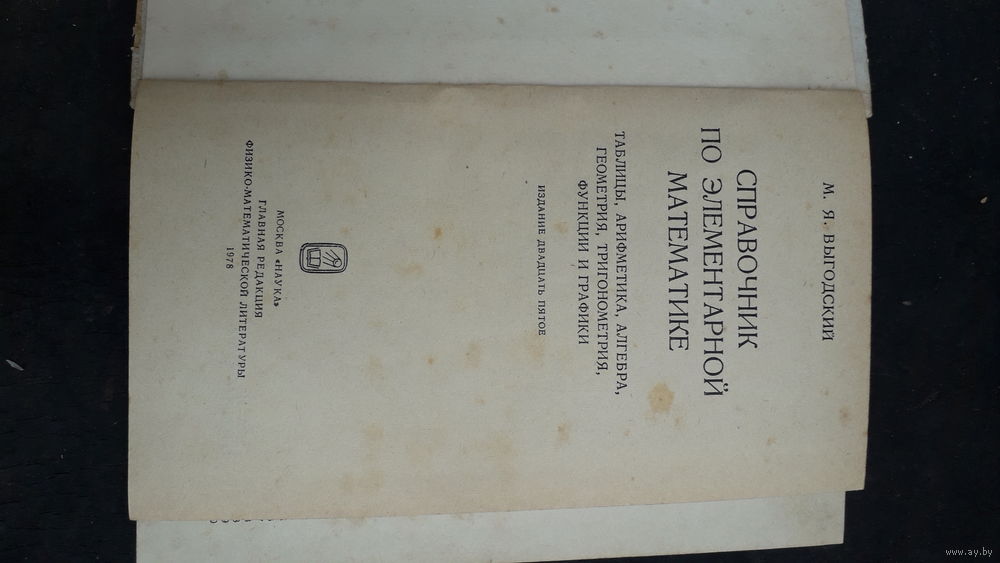 М. Я. ВЫГОДСКИЙ
СПРАВОЧНИК
ПО ЭЛЕМЕНТАРНОЙ
МАТЕМАТИКЕ
ТАБЛИЦЫ, АРИФМЕТИКА, АЛГЕБРА,
ГЕОМЕТРИЯ, ТРИГОНОМЕТРИЯ,
ФУНКЦИИ И ГРАФИКИ
ИЗДАНИЕ ДВАДЦАТЬ ПЯТОЕ
МОСКВА «НАУКА»
ГЛАВНАЯ РЕДАКЦИЯ
ФИЗИКО-МАТЕМАТИЧЕСКОЙ ЛИТЕРАТУРЫ
1978
www.ay.by